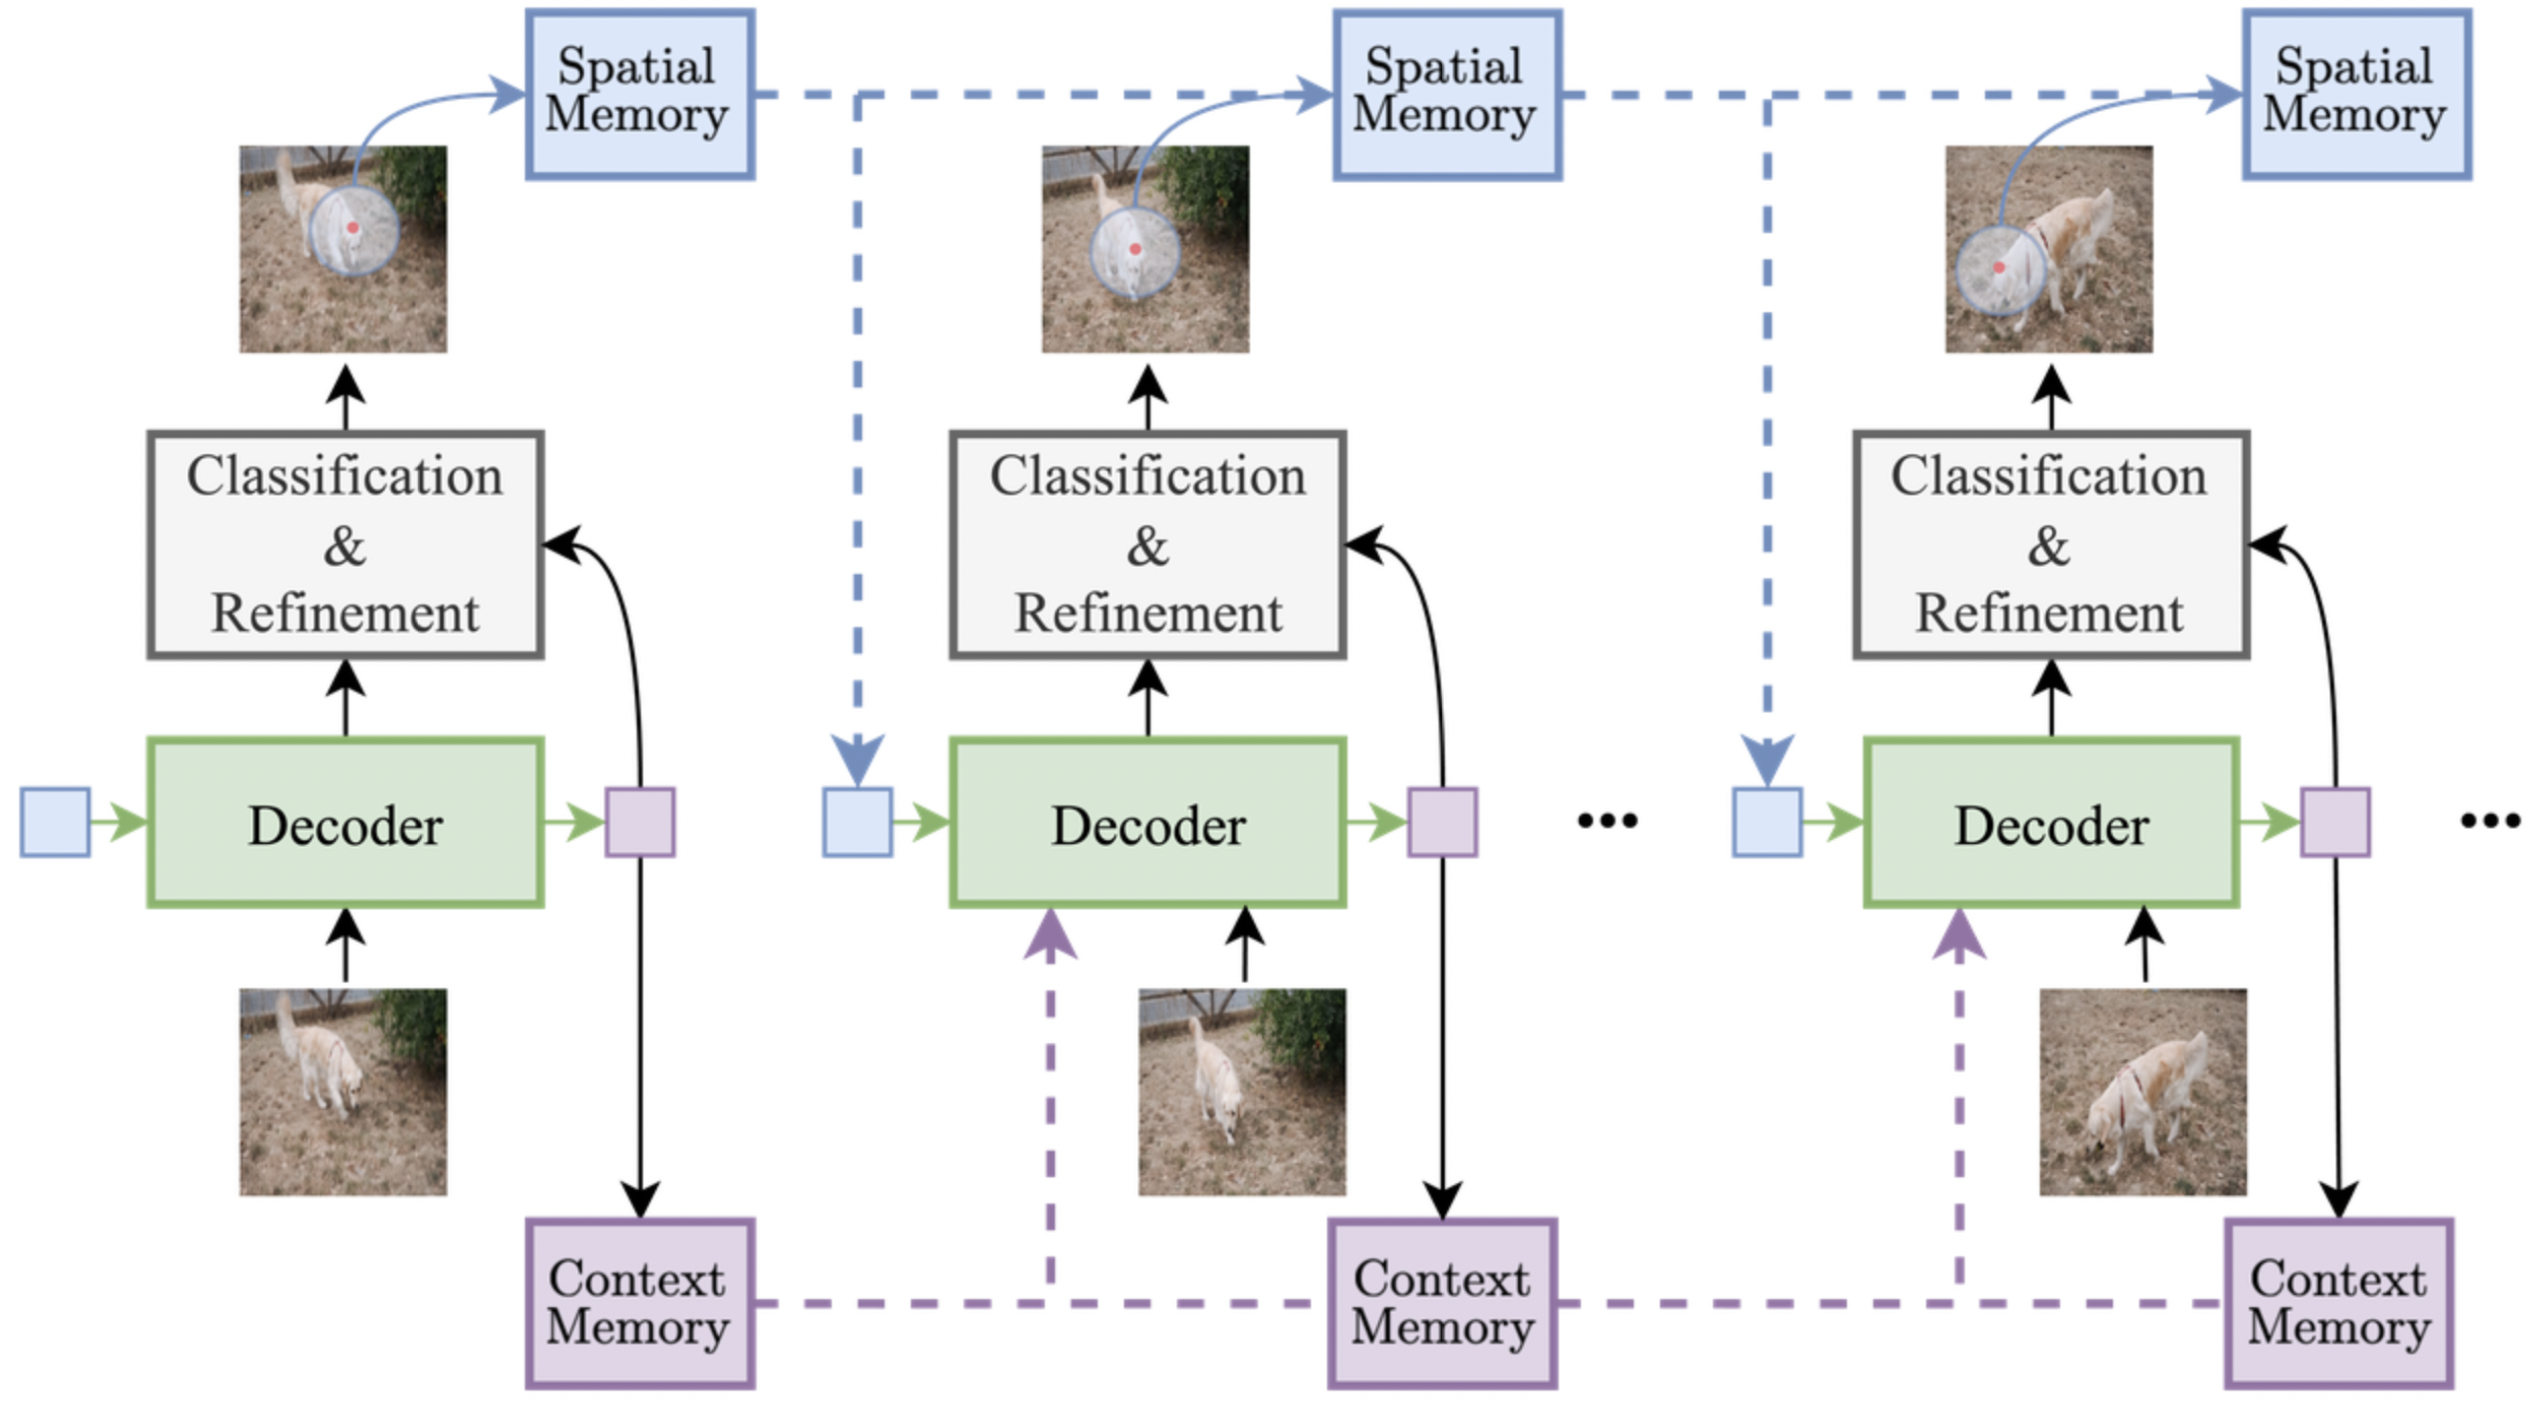 Spatial
Memory
Spatial
Memory
Spatial
Memory
Classification
&
Refinement
Classification
&
Refinement
Classification
&
Refinement
Decoder
Decoder
•••
Decoder
•••
Context
Memory
Context
Memory
Context
Memory